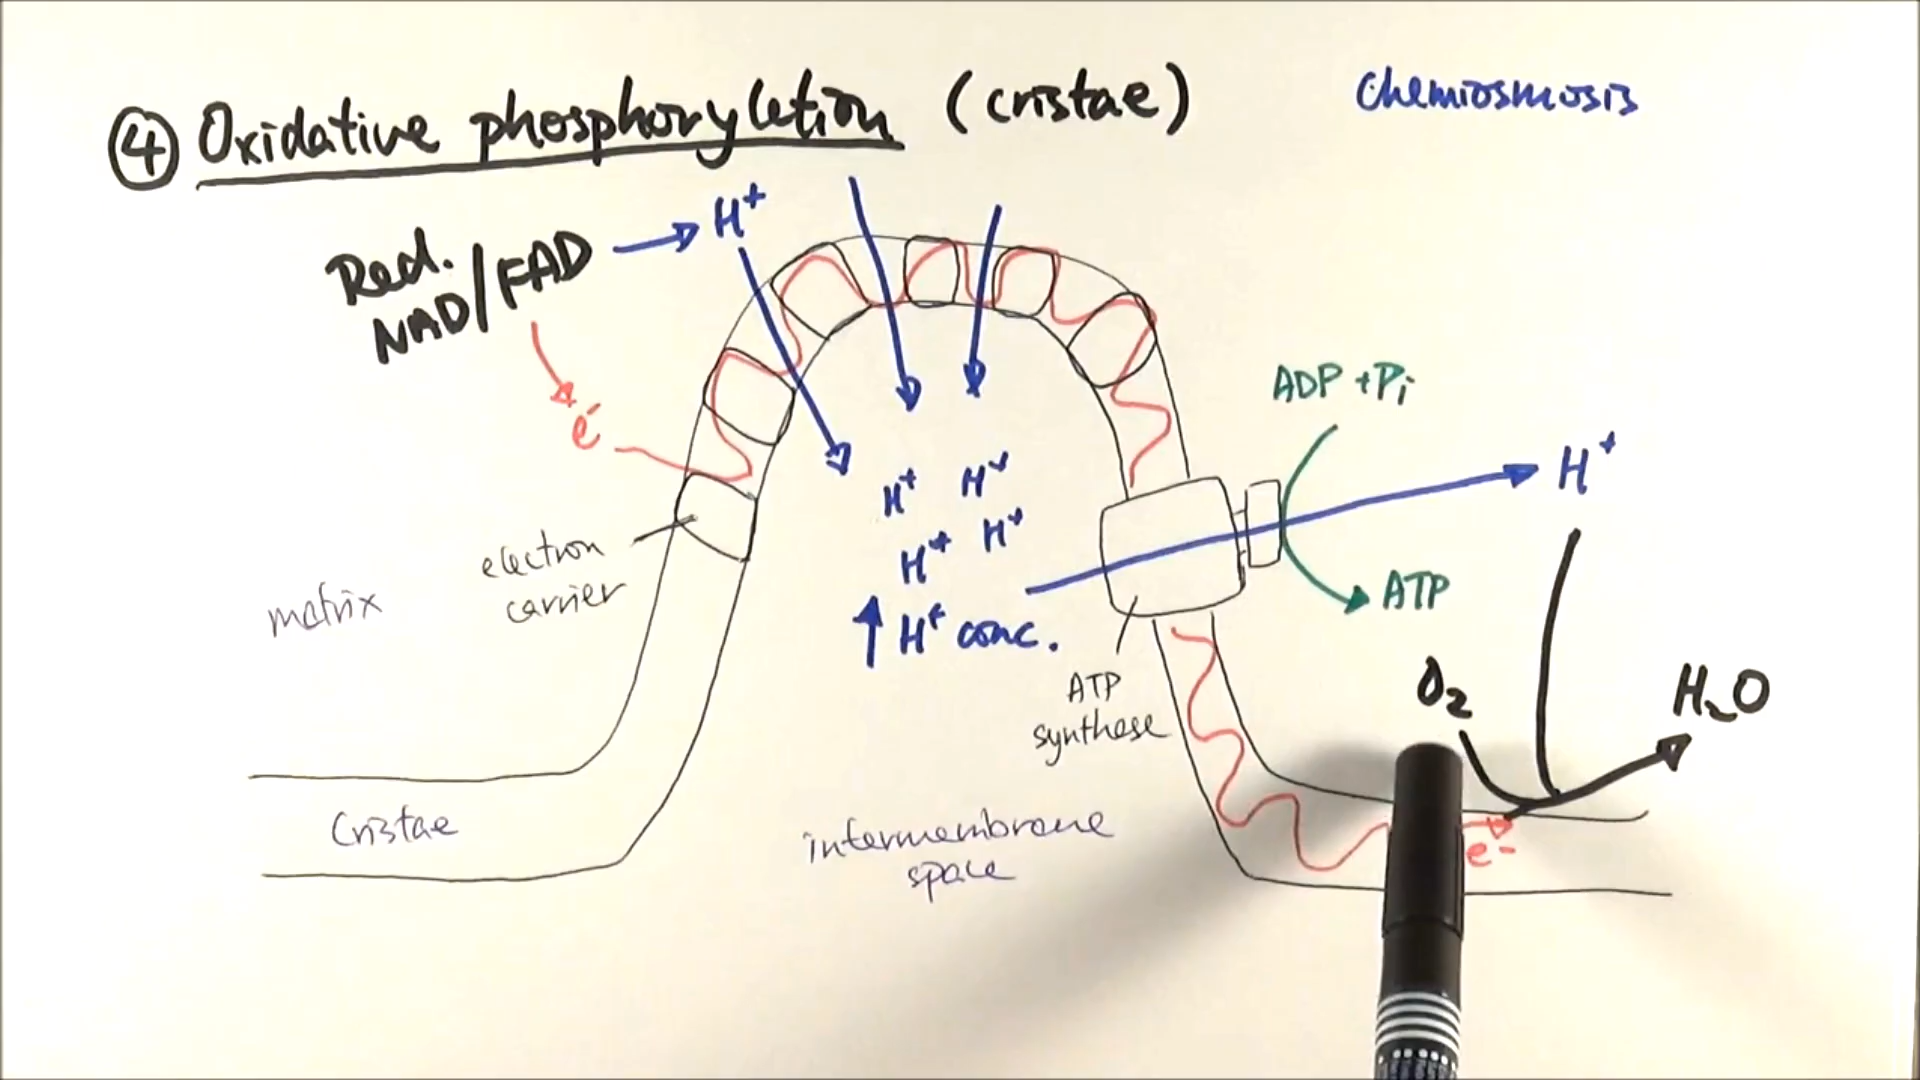 ④ Oxidative phosphorylation (cristae)
Chemiosmosis
Red.
NAD/FAD
H⁺
e⁻
ADP + Pi
H⁺
H⁺ H⁺
H⁺ H⁺
↑ H⁺ conc.
electron
carrier
matrix
ATP
ATP
synthase
O₂
H₂O
Cristae
intermembrane
space
e⁻